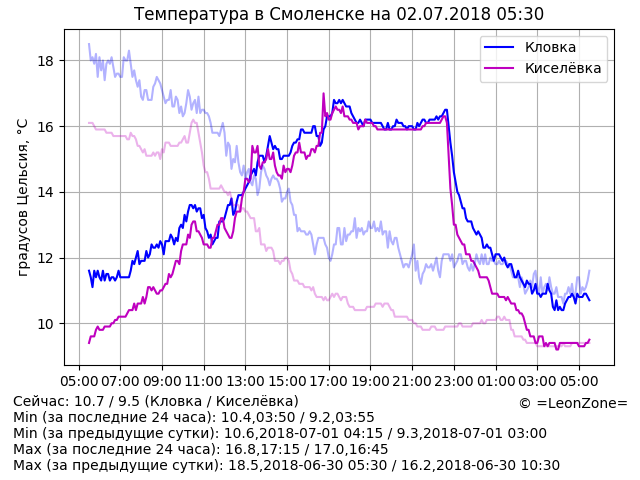 Температура в Смоленске на 02.07.2018 05:30
Кловка
Киселёвка
градусов Цельсия, °C
18
16
14
12
10
05:00 07:00 09:00 11:00 13:00 15:00 17:00 19:00 21:00 23:00 01:00 03:00 05:00
Сейчас: 10.7 / 9.5 (Кловка / Киселёвка)
© =LeonZone=
Min (за последние 24 часа): 10.4,03:50 / 9.2,03:55
Min (за предыдущие сутки): 10.6,2018-07-01 04:15 / 9.3,2018-07-01 03:00
Max (за последние 24 часа): 16.8,17:15 / 17.0,16:45
Max (за предыдущие сутки): 18.5,2018-06-30 05:30 / 16.2,2018-06-30 10:30